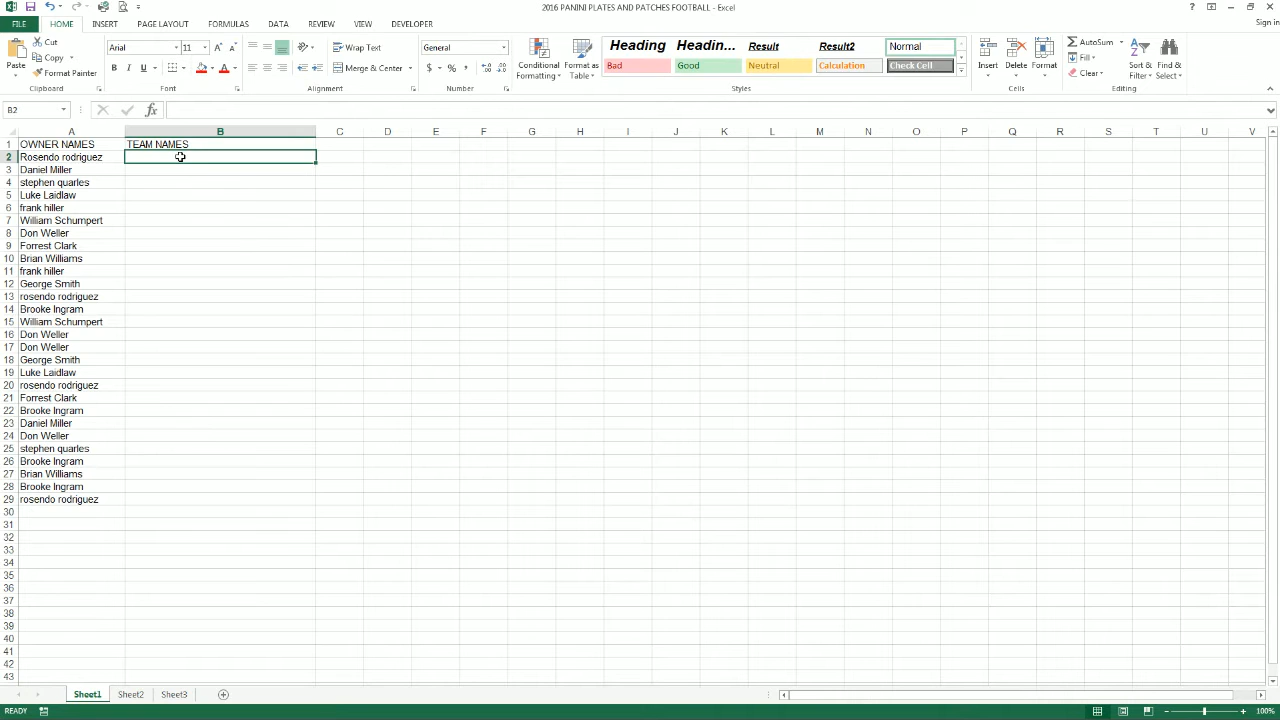 2016 PANINI PLATES AND PATCHES FOOTBALL - Excel
Sign in
FILE HOME INSERT PAGE LAYOUT FORMULAS DATA REVIEW VIEW DEVELOPER
Paste Cut Copy Format Painter
Arial 11 B I U
Wrap Text Merge & Center
General $ %
Conditional Formatting Format as Table
Heading Headin... Result Result2 Normal
Bad Good Neutral Calculation Check Cell
Insert Delete Format
AutoSum Fill Clear Sort & Filter Find & Select
Clipboard Font Alignment Number Styles Cells Editing
B2 fx
A B C D E F G H I J K L M N O P Q R S T U V
1 OWNER NAMES TEAM NAMES
2 Rosendo rodriguez
3 Daniel Miller
4 stephen quarles
5 Luke Laidlaw
6 frank hiller
7 William Schumpert
8 Don Weller
9 Forrest Clark
10 Brian Williams
11 frank hiller
12 George Smith
13 rosendo rodriguez
14 Brooke Ingram
15 William Schumpert
16 Don Weller
17 Don Weller
18 George Smith
19 Luke Laidlaw
20 rosendo rodriguez
21 Forrest Clark
22 Brooke Ingram
23 Daniel Miller
24 Don Weller
25 stephen quarles
26 Brooke Ingram
27 Brian Williams
28 Brooke Ingram
29 rosendo rodriguez
30
31
32
33
34
35
36
37
38
39
40
41
42
43
Sheet1 Sheet2 Sheet3
READY 100%